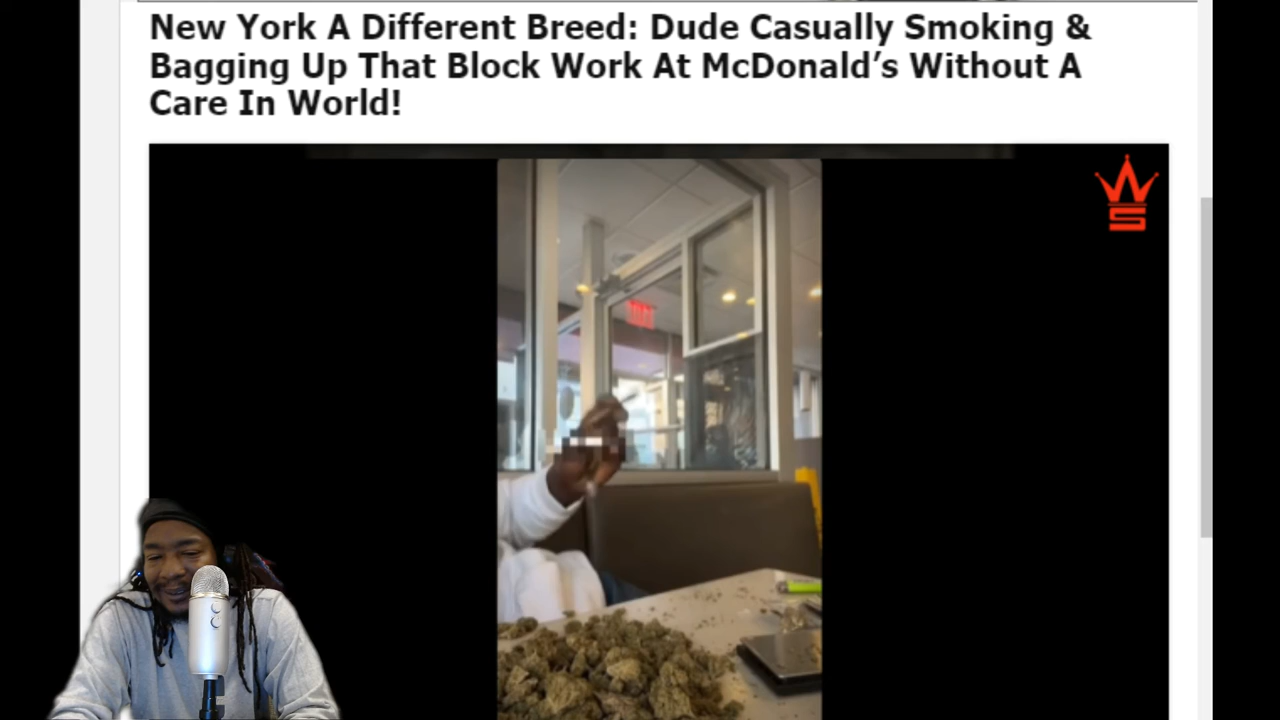 New York A Different Breed: Dude Casually Smoking &
Bagging Up That Block Work At McDonald’s Without A
Care In World!
WS
EXIT